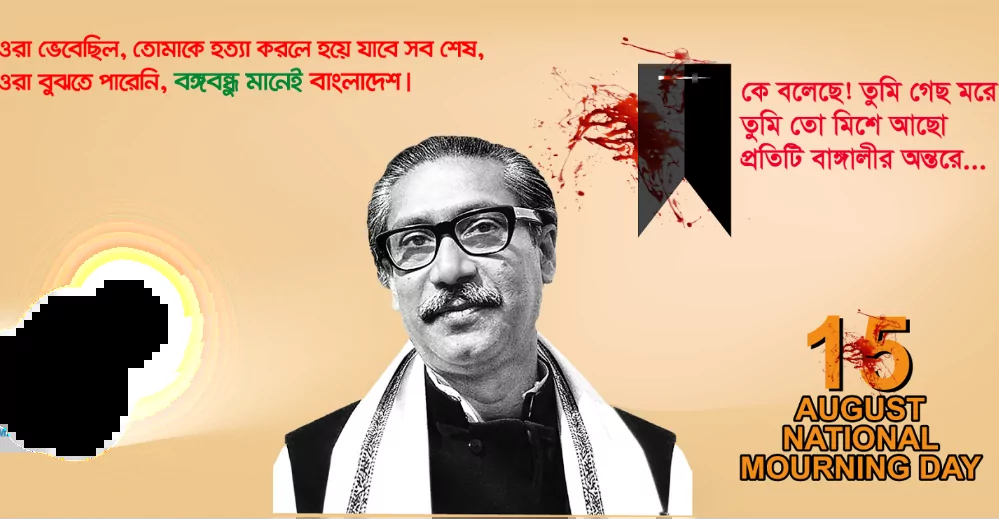 ওরা ভেবেছিল, তোমাকে হত্যা করলে হয়ে যাবে সব শেষ,
ওরা বুঝতে পারেনি, বঙ্গবন্ধু মানেই বাংলাদেশ।
কে বলেছে! তুমি গেছ মরে
তুমি তো মিশে আছো
প্রতিটি বাঙ্গালীর অন্তরে...
15
AUGUST
NATIONAL
MOURNING DAY